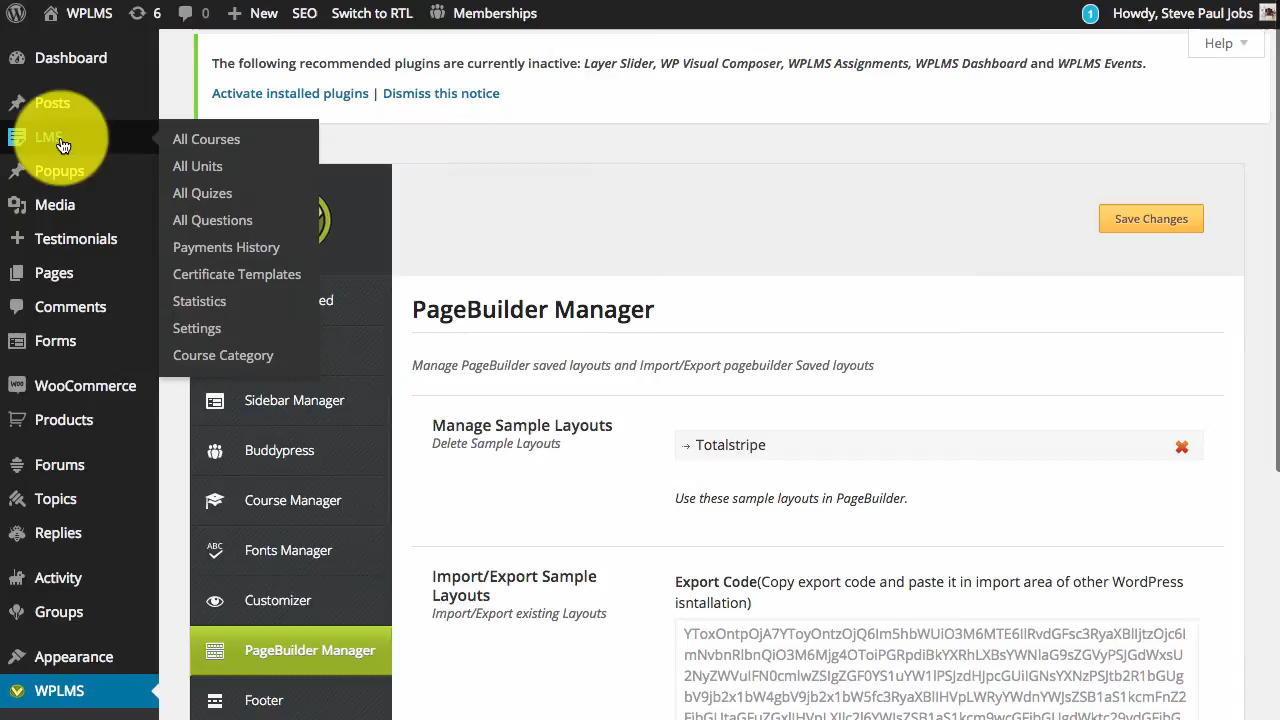 WPLMS 6 0 New SEO Switch to RTL Memberships 1 Howdy, Steve Paul Jobs
Help
The following recommended plugins are currently inactive: Layer Slider, WP Visual Composer, WPLMS Assignments, WPLMS Dashboard and WPLMS Events.
Activate installed plugins | Dismiss this notice
Dashboard
Posts
LMS
Popups
Media
Testimonials
Pages
Comments
Forms
WOO WooCommerce
Products
Forums
Topics
Replies
Activity
Groups
Appearance
WPLMS
All Courses
All Units
All Quizes
All Questions
Payments History
Certificate Templates
Statistics
Settings
Course Category
ed
Sidebar Manager
Buddypress
Course Manager
ABC Fonts Manager
Customizer
PageBuilder Manager
Footer
Save Changes
PageBuilder Manager
Manage PageBuilder saved layouts and Import/Export pagebuilder Saved layouts
Manage Sample Layouts
Delete Sample Layouts
→ Totalstripe
Use these sample layouts in PageBuilder.
Import/Export Sample
Layouts
Import/Export existing Layouts
Export Code(Copy export code and paste it in import area of other WordPress
isntallation)